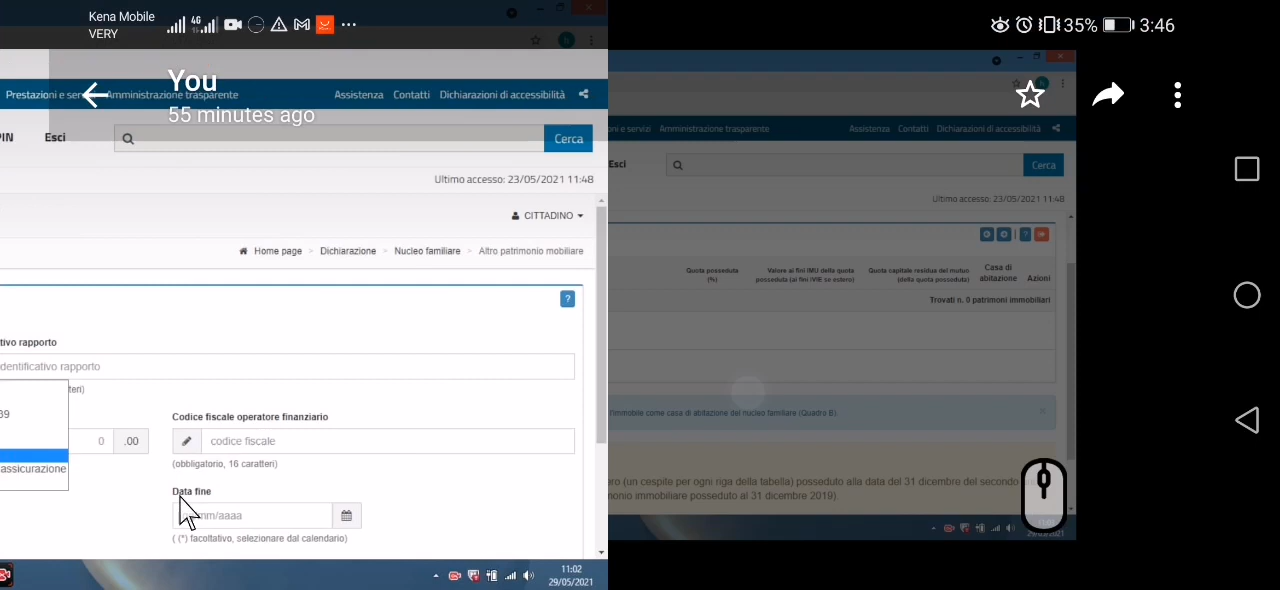 Kena Mobile
VERY
4G
35% 3:46
You
55 minutes ago
Amministrazione trasparente
Assistenza Contatti Dichiarazioni di accessibilità
Esci
Cerca
Ultimo accesso: 23/05/2021 11:48
CITTADINO
Home page > Dichiarazione > Nucleo familiare > Altro patrimonio mobiliare
?
tivo rapporto
identificativo rapporto
teri)
39
assicurazione
0 .00
Codice fiscale operatore finanziario
codice fiscale
(obbligatorio, 16 caratteri)
Data fine
mm/aaaa
( (*) facoltativo, selezionare dal calendario)
11:02
29/05/2021
oni e servizi Amministrazione trasparente
Assistenza Contatti Dichiarazioni di accessibilità
Esci
Cerca
Ultimo accesso: 23/05/2021 11:48
?
Quota posseduta
(%)
Valore ai fini IMU della quota
posseduta (ai fini IVIE se estero)
Quota capitale residua del mutuo
(della quota posseduta)
Casa di
abitazione
Azioni
Trovati n. 0 patrimoni immobiliari
l'immobile come casa di abitazione del nucleo familiare (Quadro B).
ero (un cespite per ogni riga della tabella) posseduto alla data del 31 dicembre del secondo
monio immobiliare posseduto al 31 dicembre 2019).